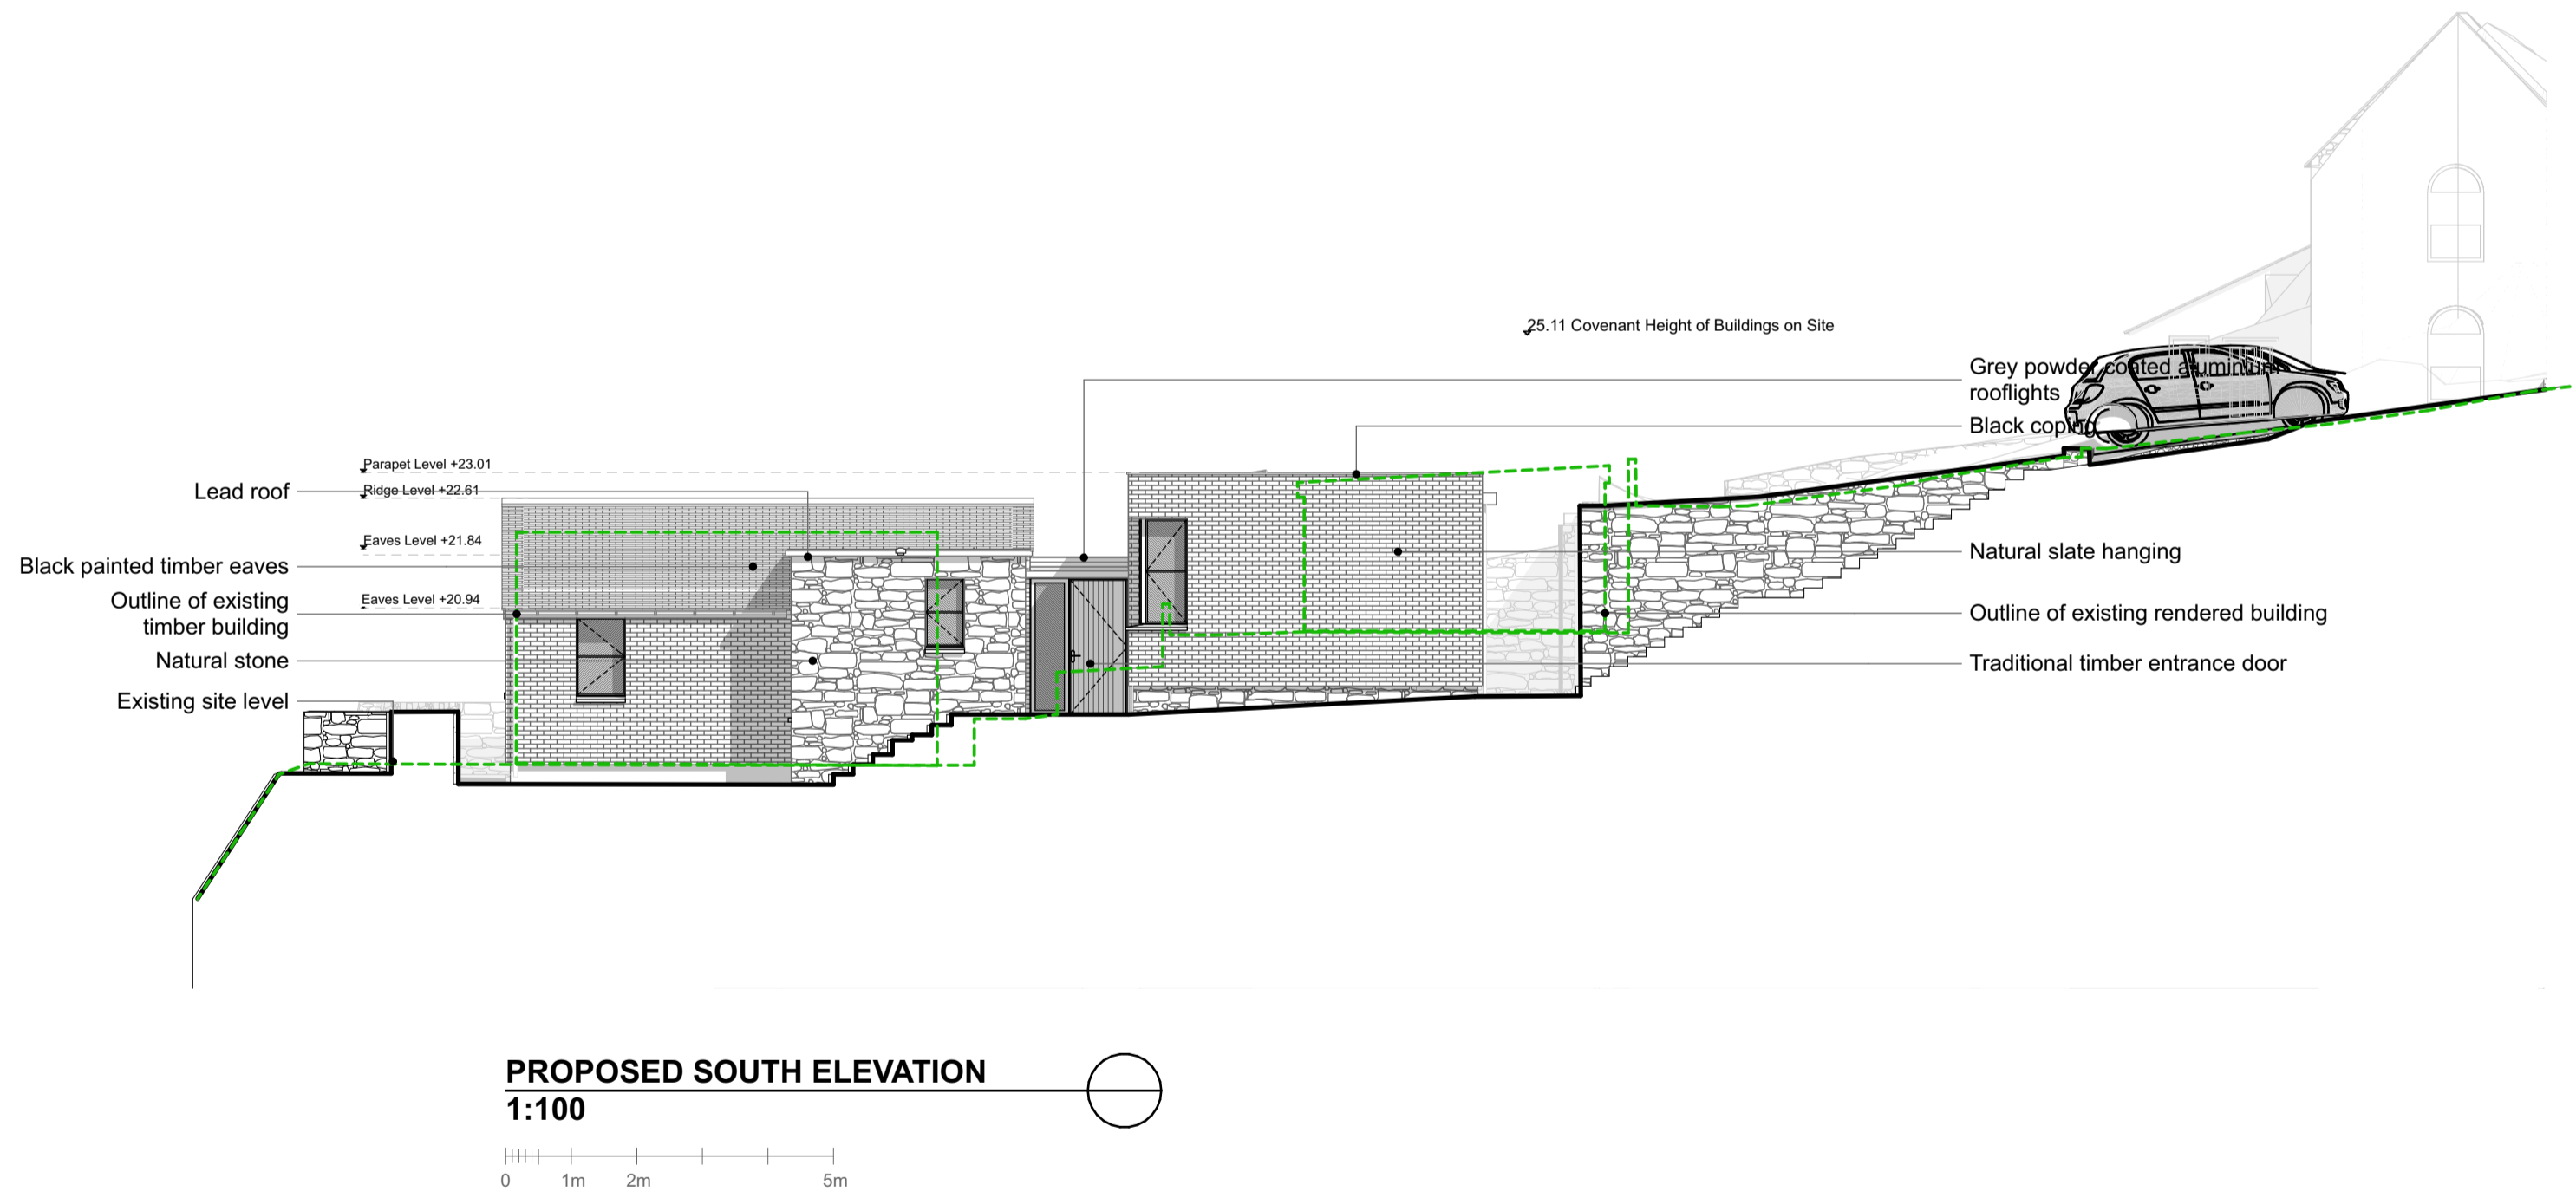 25.11 Covenant Height of Buildings on Site
Grey powder coated aluminium
rooflights
Black coping
Parapet Level +23.01
Lead roof
Ridge Level +22.61
Eaves Level +21.84
Black painted timber eaves
Natural slate hanging
Eaves Level +20.94
Outline of existing
timber building
Outline of existing rendered building
Natural stone
Traditional timber entrance door
Existing site level
PROPOSED SOUTH ELEVATION
1:100
0 1m 2m 5m